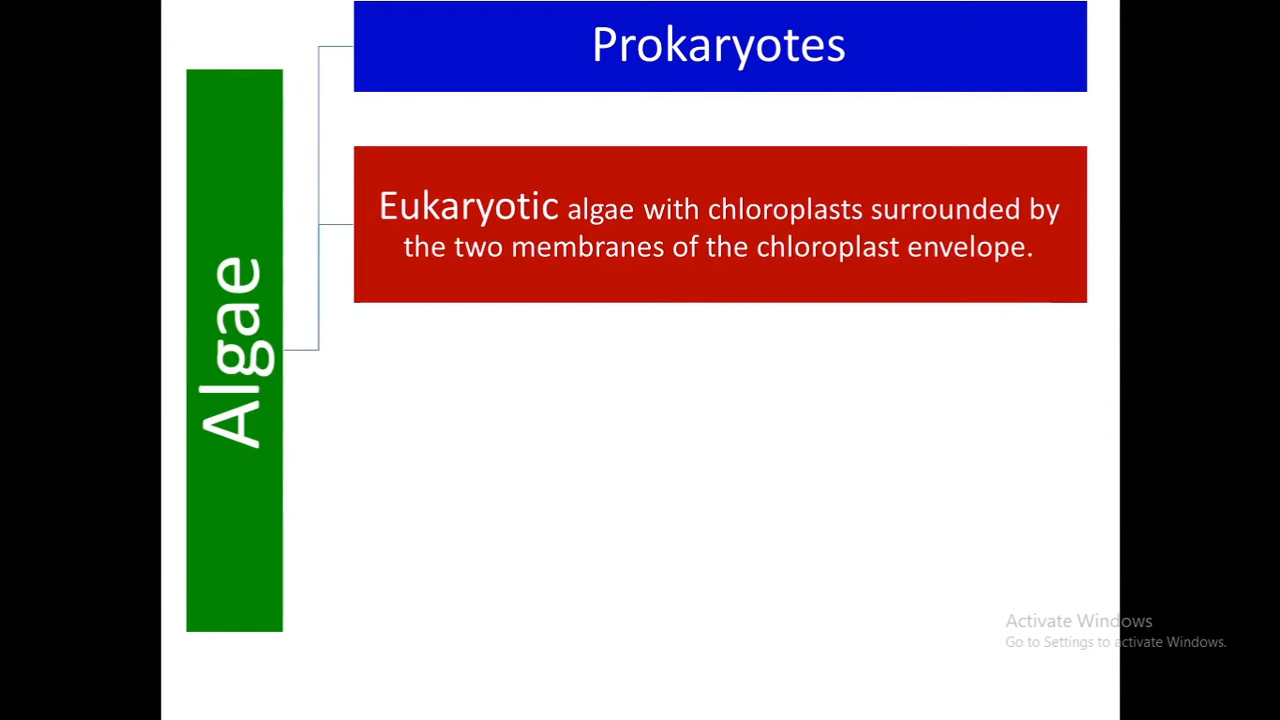 Prokaryotes
Eukaryotic algae with chloroplasts surrounded by
the two membranes of the chloroplast envelope.
Algae
Activate Windows
Go to Settings to activate Windows.